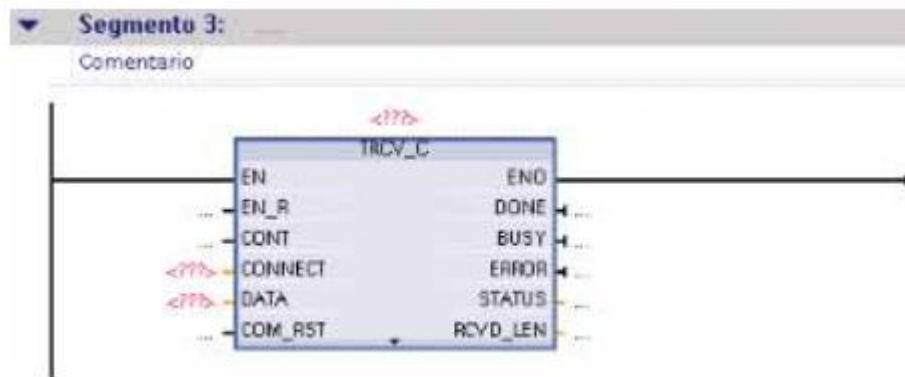 Segmento 3:
Comentario
<???>
TRCV_C
EN ENO
... EN_R DONE ...
... CONT BUSY ...
<???> CONNECT ERROR ...
<???> DATA STATUS ...
... COM_RST RCVD_LEN ...